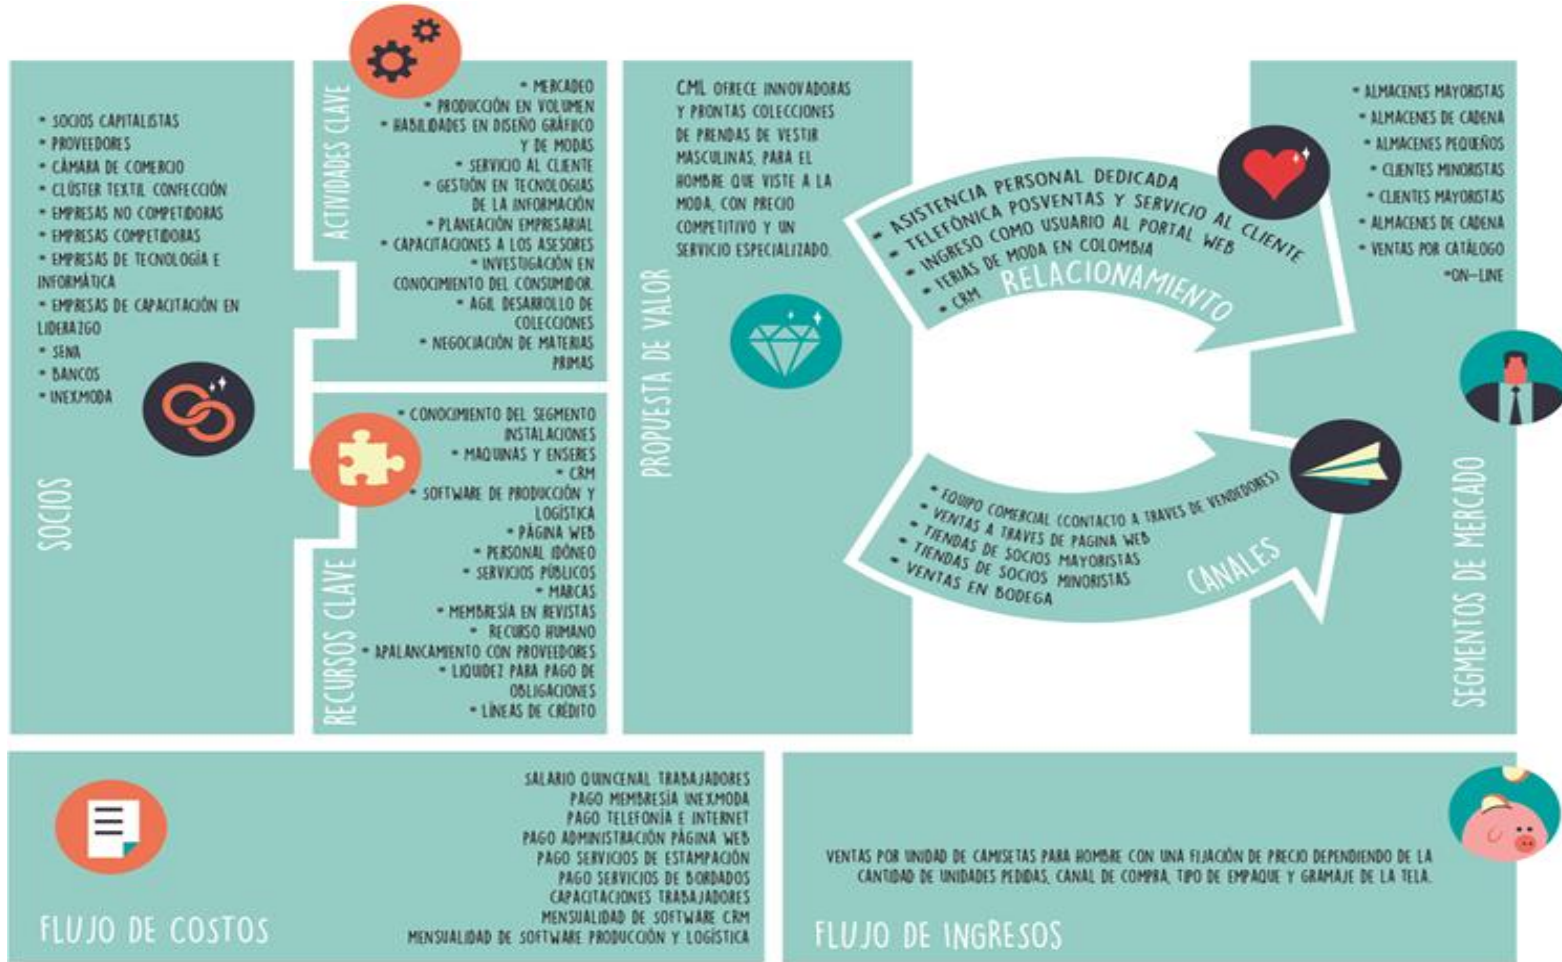 * SOCIOS CAPITALISTAS
* PROVEEDORES
* CÁMARA DE COMERCIO
* CLÚSTER TEXTIL CONFECCIÓN
* EMPRESAS NO COMPETIDORAS
* EMPRESAS COMPETIDORAS
* EMPRESAS DE TECNOLOGÍA E
INFORMÁTICA
* EMPRESAS DE CAPACITACIÓN EN
LIDERAZGO
* SENA
* BANCOS
* INEXMODA
SOCIOS
ACTIVIDADES CLAVE
* MERCADEO
* PRODUCCIÓN EN VOLUMEN
* HABILIDADES EN DISEÑO GRÁFIICO
Y DE MODAS
* SERVICIO AL CLIENTE
* GESTIÓN EN TECNOLOGIAS
DE LA INFORMACIÓN
* PLANEACIÓN EMPRESARIAL
* CAPACITACIONES A LOS ASESORES
* INVESTIGACIÓN EN
CONOCIMIENTO DEL CONSUMIDOR.
* AGIL DESARROLLO DE
COLECCIONES
* NEGOCIACIÓN DE MATERIAS
PRIMAS
RECURSOS CLAVE
* CONOCIMIENTO DEL SEGMENTO
INSTALACIONES
* MAQUINAS Y ENSERES
* CRM
* SOFTWARE DE PRODUCCIÓN Y
LOGÍSTICA
* PÁGINA WEB
* PERSONAL IDÓNEO
* SERVICIOS PÚBLICOS
* MARCAS
* MEMBRESÍA EN REVISTAS
* RECURSO HUMANO
* APALANCAMIENTO CON PROVEEDORES
* LIQUIDEZ PARA PAGO DE
OBLIGACIONES
* LÍNEAS DE CRÉDITO
PROPUESTA DE VALOR
CML OFRECE INNOVADORAS
Y PRONTAS COLECCIONES
DE PRENDAS DE VESTIR
MASCULINAS, PARA EL
HOMBRE QUE VISTE A LA
MODA, CON PRECIO
COMPETITIVO Y UN
SERVICIO ESPECIALIZADO.
* ASISTENCIA PERSONAL DEDICADA
* TELEFÓNICA POSVENTAS Y SERVICIO AL CLIENTE
* INGRESO COMO USUARIO AL PORTAL WEB
* FERIAS DE MODA EN COLOMBIA
* CRM
RELACIONAMIENTO
* EQUIPO COMERCIAL (CONTACTO A TRAVES DE VENDEDORES)
* VENTAS A TRAVES DE PAGINA WEB
* TIENDAS DE SOCIOS MAYORISTAS
* TIENDAS DE SOCIOS MINORISTAS
* VENTAS EN BODEGA
CANALES
* ALMACENES MAYORISTAS
* ALMACENES DE CADENA
* ALMACENES PEQUEÑOS
* CLIENTES MINORISTAS
* CLIENTES MAYORISTAS
* ALMACENES DE CADENA
* VENTAS POR CATÁLOGO
*ON-LINE
SEGMENTOS DE MERCADO
SALARIO QUINCENAL TRABAJADORES
PAGO MEMBRESÍA INEXMODA
PAGO TELEFONÍA E INTERNET
PAGO ADMINISTRACIÓN PÁGINA WEB
PAGO SERVICIOS DE ESTAMPACIÓN
PAGO SERVICIOS DE BORDADOS
CAPACITACIONES TRABAJADORES
MENSUALIDAD DE SOFTWARE CRM
MENSUALIDAD DE SOFTWARE PRODUCCIÓN Y LOGÍSTICA
FLUJO DE COSTOS
VENTAS POR UNIDAD DE CAMISETAS PARA HOMBRE CON UNA FIJACIÓN DE PRECIO DEPENDIENDO DE LA
CANTIDAD DE UNIDADES PEDIDAS, CANAL DE COMPRA, TIPO DE EMPAQUE Y GRAMAJE DE LA TELA.
FLUJO DE INGRESOS